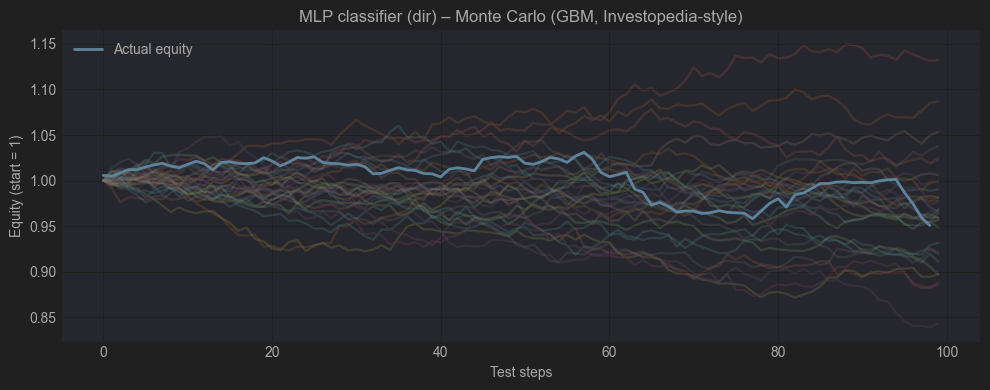 MLP classifier (dir) – Monte Carlo (GBM, Investopedia-style)
Actual equity
Equity (start = 1)
1.15
1.10
1.05
1.00
0.95
0.90
0.85
0 20 40 60 80 100
Test steps